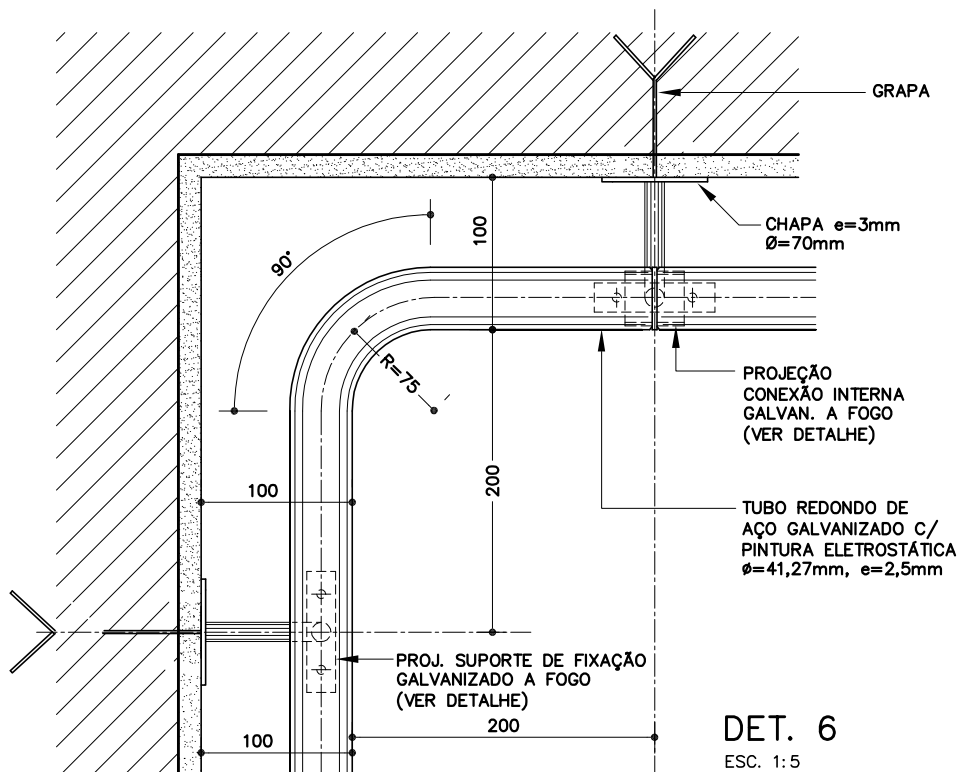 GRAPA
CHAPA e=3mm
Ø=70mm
100
90°
R=75
PROJEÇÃO
CONEXÃO INTERNA
GALVAN. A FOGO
(VER DETALHE)
200
100
TUBO REDONDO DE
AÇO GALVANIZADO C/
PINTURA ELETROSTÁTICA
ø=41,27mm, e=2,5mm
PROJ. SUPORTE DE FIXAÇÃO
GALVANIZADO A FOGO
(VER DETALHE)
200
100
DET. 6
ESC. 1:5